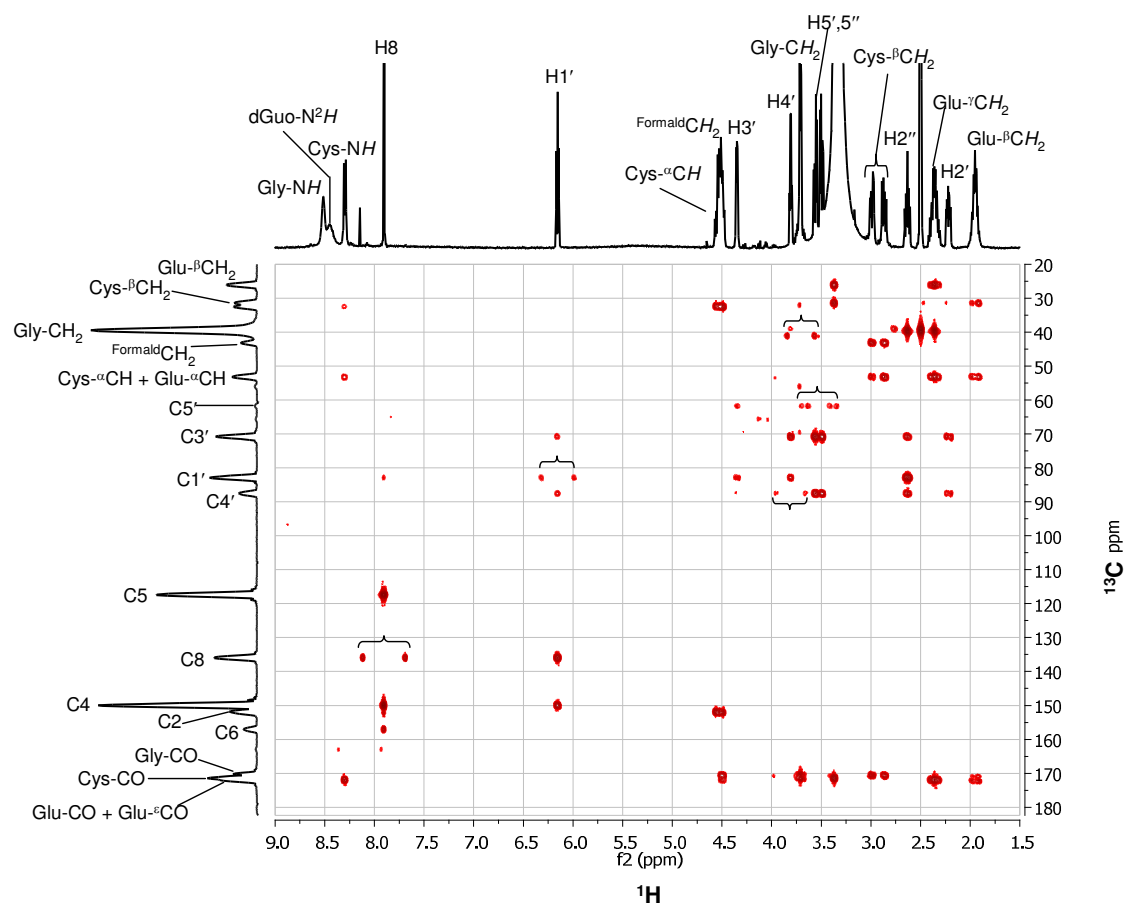 H5′,5″
H8
Gly-CH₂
Cys-ᵝCH₂
H1′
dGuo-N²H
H4′
Glu-ᵞCH₂
ᶠᵒʳᵐᵃˡᵈCH₂
H3′
H2″
Glu-ᵝCH₂
Cys-NH
Cys-ᵅCH
H2′
Gly-NH
Glu-ᵝCH₂
Cys-ᵝCH₂
Gly-CH₂
ᶠᵒʳᵐᵃˡᵈCH₂
Cys-ᵅCH + Glu-ᵅCH
C5′
C3′
C1′
C4′
C5
C8
C4
C2
C6
Gly-CO
Cys-CO
Glu-CO + Glu-ᵋCO
20
30
40
50
60
70
80
90
100
110
120
130
140
150
160
170
180
¹³C ppm
9.0 8.5 8.0 7.5 7.0 6.5 6.0 5.5 5.0 4.5 4.0 3.5 3.0 2.5 2.0 1.5
f2 (ppm)
¹H